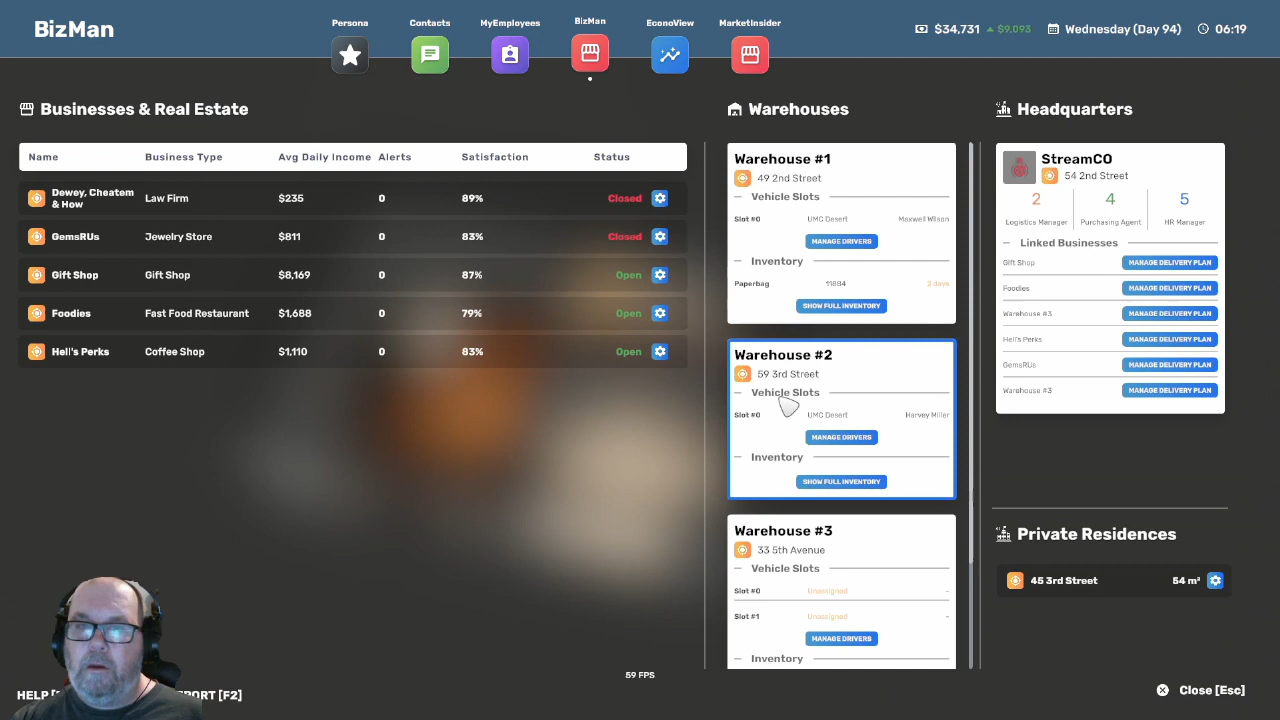 BizMan
Persona
Contacts
MyEmployees
BizMan
EconoView
MarketInsider
$34,731 ▲ $9,093
Wednesday (Day 94)
06:19
Businesses & Real Estate
Name Business Type Avg Daily Income Alerts Satisfaction Status
Dewey, Cheatem & How Law Firm $235 0 89% Closed
GemsRUs Jewelry Store $811 0 83% Closed
Gift Shop Gift Shop $8,169 0 87% Open
Foodies Fast Food Restaurant $1,688 0 79% Open
Hell's Perks Coffee Shop $1,110 0 83% Open
Warehouses
Warehouse #1
49 2nd Street
Vehicle Slots
Slot #0 UMC Desert Maxwell Wilson
MANAGE DRIVERS
Inventory
Paperbag 11884 2 days
SHOW FULL INVENTORY
Warehouse #2
59 3rd Street
Vehicle Slots
Slot #0 UMC Desert Harvey Miller
MANAGE DRIVERS
Inventory
SHOW FULL INVENTORY
Warehouse #3
33 5th Avenue
Vehicle Slots
Slot #0 Unassigned -
Slot #1 Unassigned -
MANAGE DRIVERS
Inventory
Headquarters
StreamCO
54 2nd Street
2 4 5
Logistics Manager Purchasing Agent HR Manager
Linked Businesses
Gift Shop MANAGE DELIVERY PLAN
Foodies MANAGE DELIVERY PLAN
Warehouse #3 MANAGE DELIVERY PLAN
Hell's Perks MANAGE DELIVERY PLAN
GemsRUs MANAGE DELIVERY PLAN
Warehouse #3 MANAGE DELIVERY PLAN
Private Residences
45 3rd Street 54 m²
59 FPS
HELP [ PORT [F2]
Close [Esc]